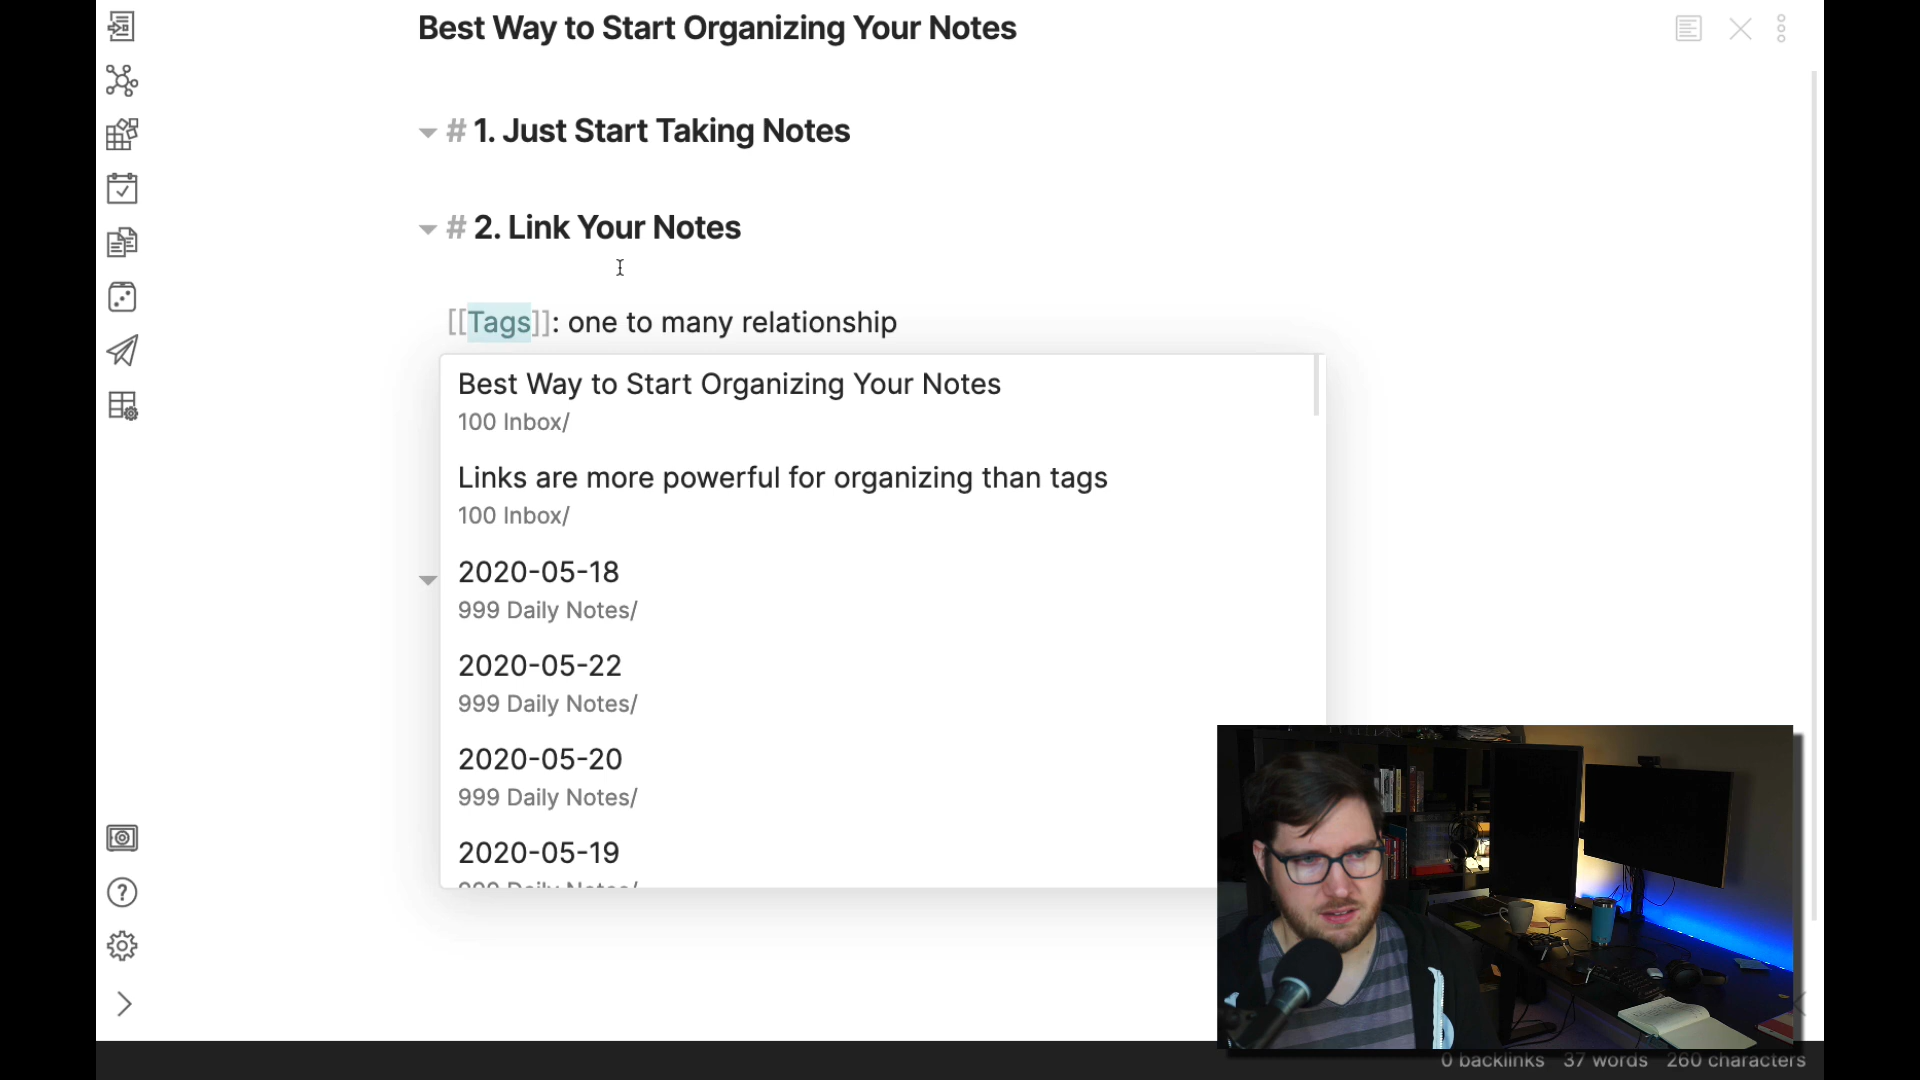 Best Way to Start Organizing Your Notes
# 1. Just Start Taking Notes
# 2. Link Your Notes
[[Tags]]: one to many relationship
Best Way to Start Organizing Your Notes
100 Inbox/
Links are more powerful for organizing than tags
100 Inbox/
2020-05-18
999 Daily Notes/
2020-05-22
999 Daily Notes/
2020-05-20
999 Daily Notes/
2020-05-19
999 Daily Notes/
0 backlinks 37 words 260 characters